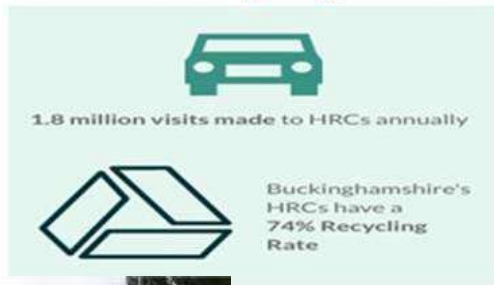 1.8 million visits made to HRCs annually
Buckinghamshire's
HRCs have a
74% Recycling
Rate